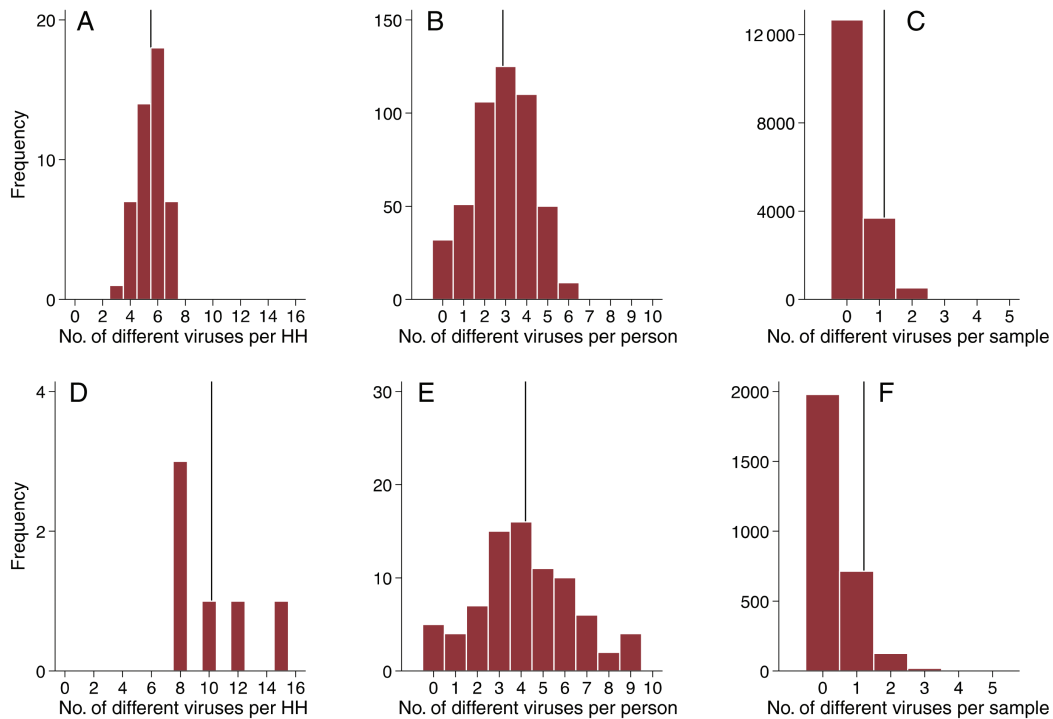 A
B
C
Frequency
20
10
0
0 2 4 6 8 10 12 14 16
No. of different viruses per HH
150
100
50
0
0 1 2 3 4 5 6 7 8 9 10
No. of different viruses per person
12 000
8000
4000
0
0 1 2 3 4 5
No. of different viruses per sample
D
E
F
Frequency
4
2
0
0 2 4 6 8 10 12 14 16
No. of different viruses per HH
30
20
10
0
0 1 2 3 4 5 6 7 8 9 10
No. of different viruses per person
2000
1500
1000
500
0
0 1 2 3 4 5
No. of different viruses per sample